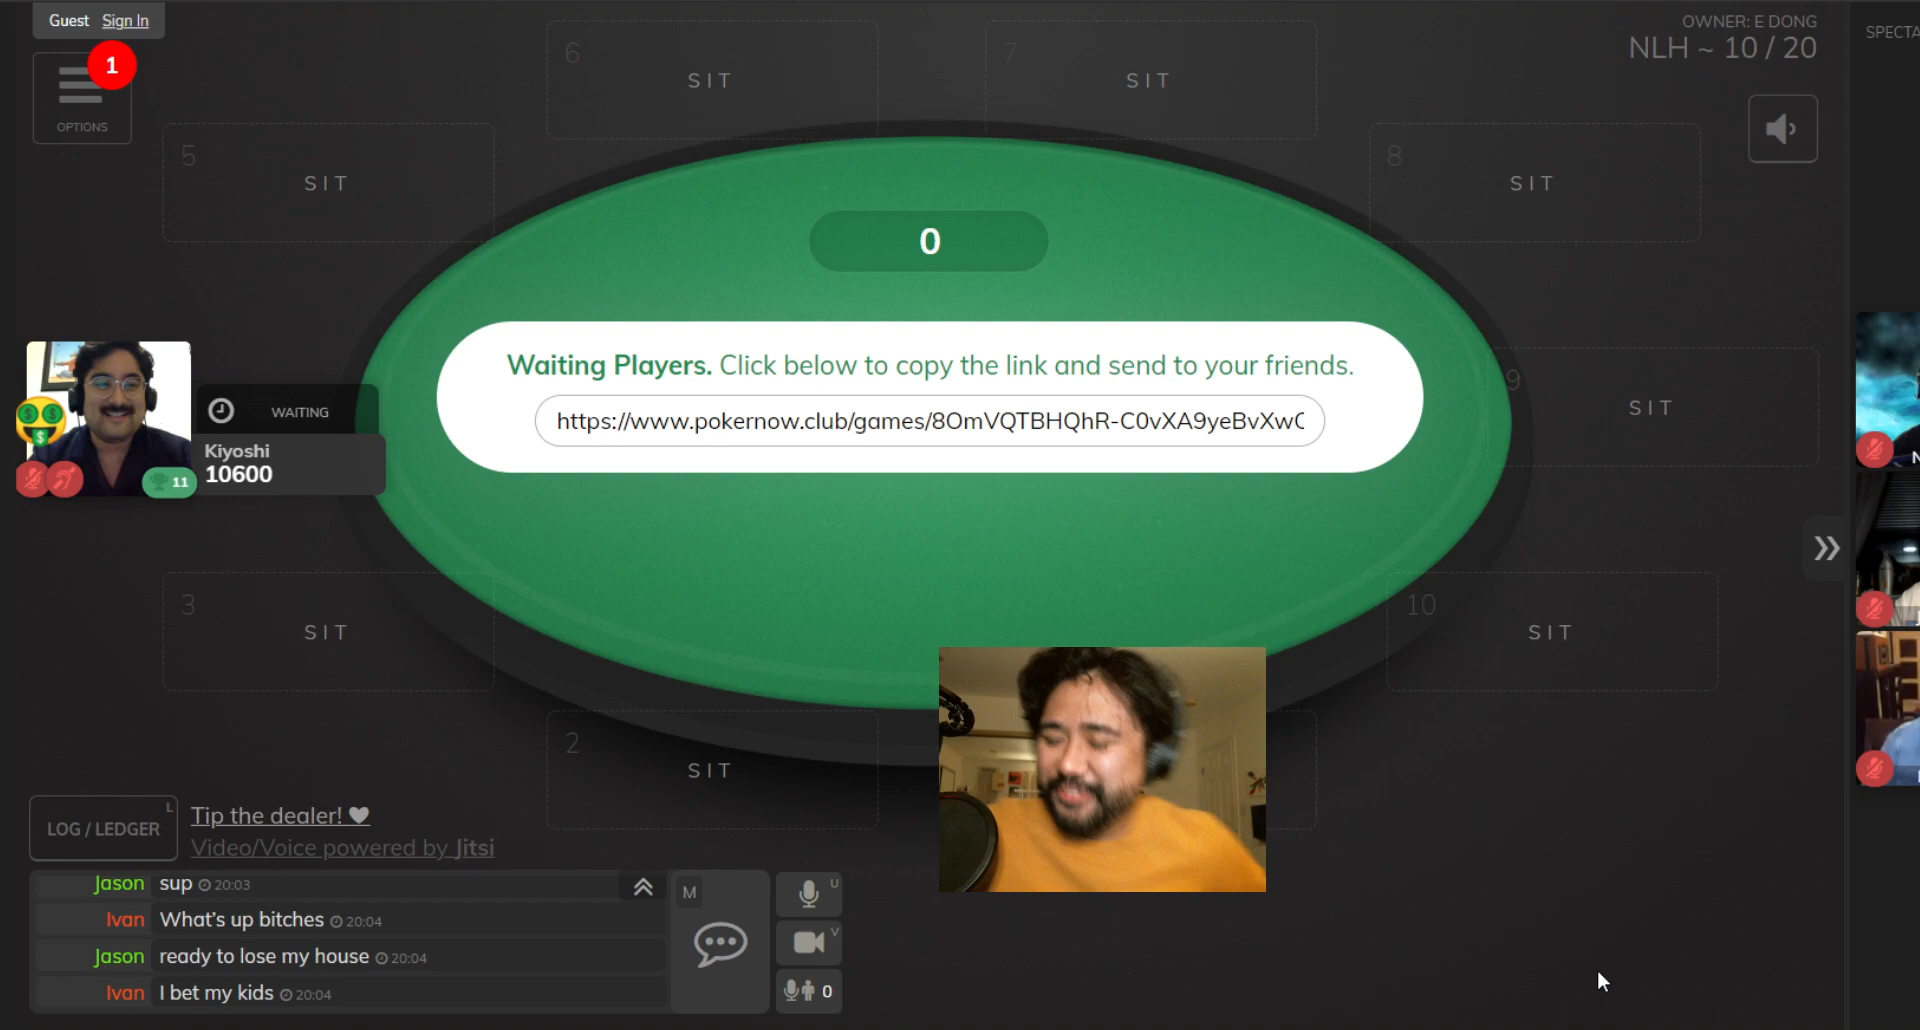 Guest Sign In
1
OPTIONS
OWNER: E DONG
NLH ~ 10 / 20
SPECTA
6 SIT
7 SIT
5 SIT
8 SIT
0
Waiting Players. Click below to copy the link and send to your friends.
https://www.pokernow.club/games/8OmVQTBHQhR-C0vXA9yeBvXwC
WAITING
Kiyoshi
10600
11
9 SIT
3 SIT
10 SIT
2 SIT
LOG / LEDGER L
Tip the dealer!
Video/Voice powered by Jitsi
Jason sup 20:03
Ivan What's up bitches 20:04
Jason ready to lose my house 20:04
Ivan I bet my kids 20:04
M
U
V
0